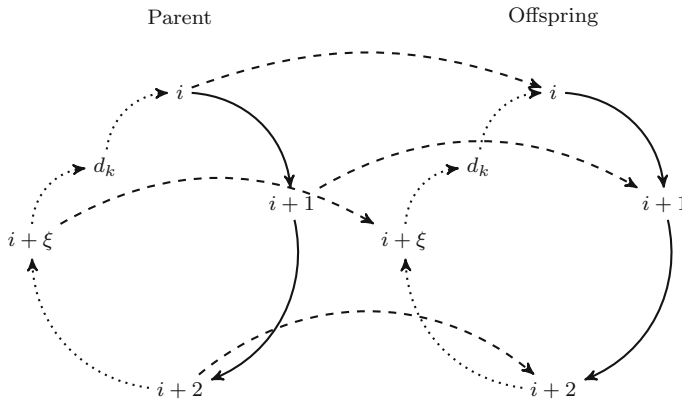 Parent Offspring
i i
d_k d_k
i + 1 i + 1
i + ξ i + ξ
i + 2 i + 2